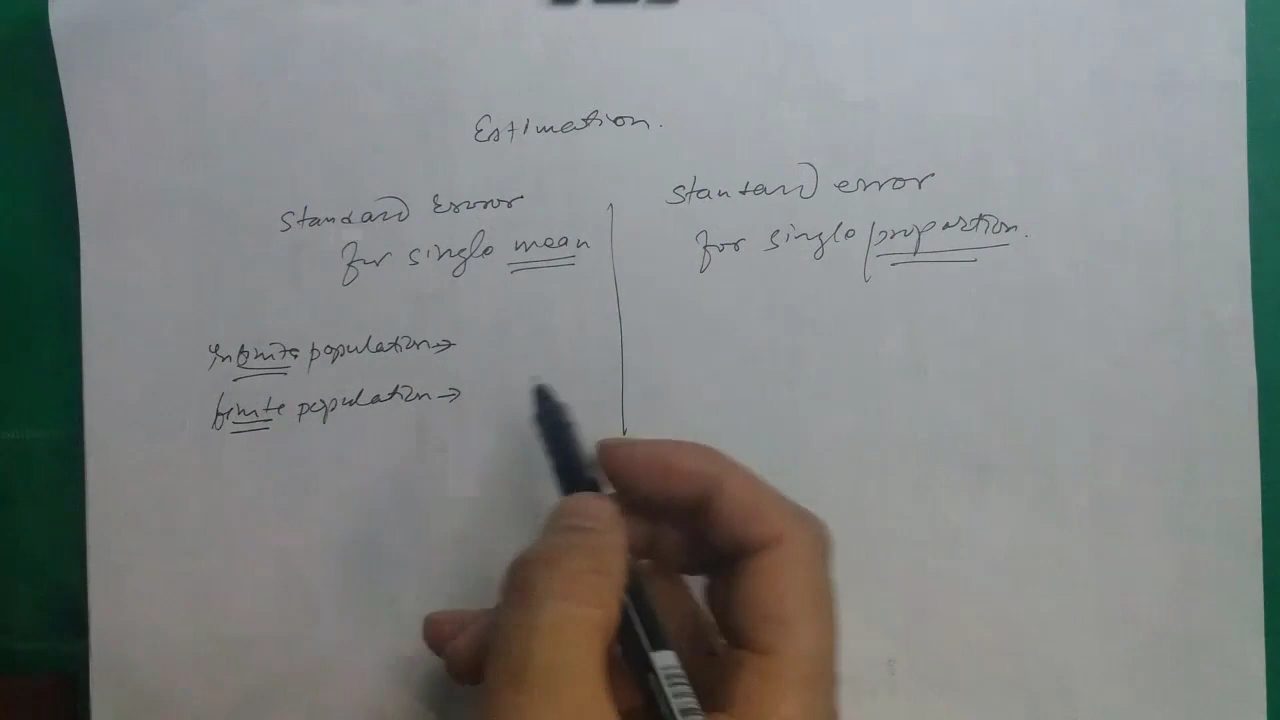 Estimation.
Standard Error
for single mean
Infinite population→
finite population→
Standard error
for single proportion.